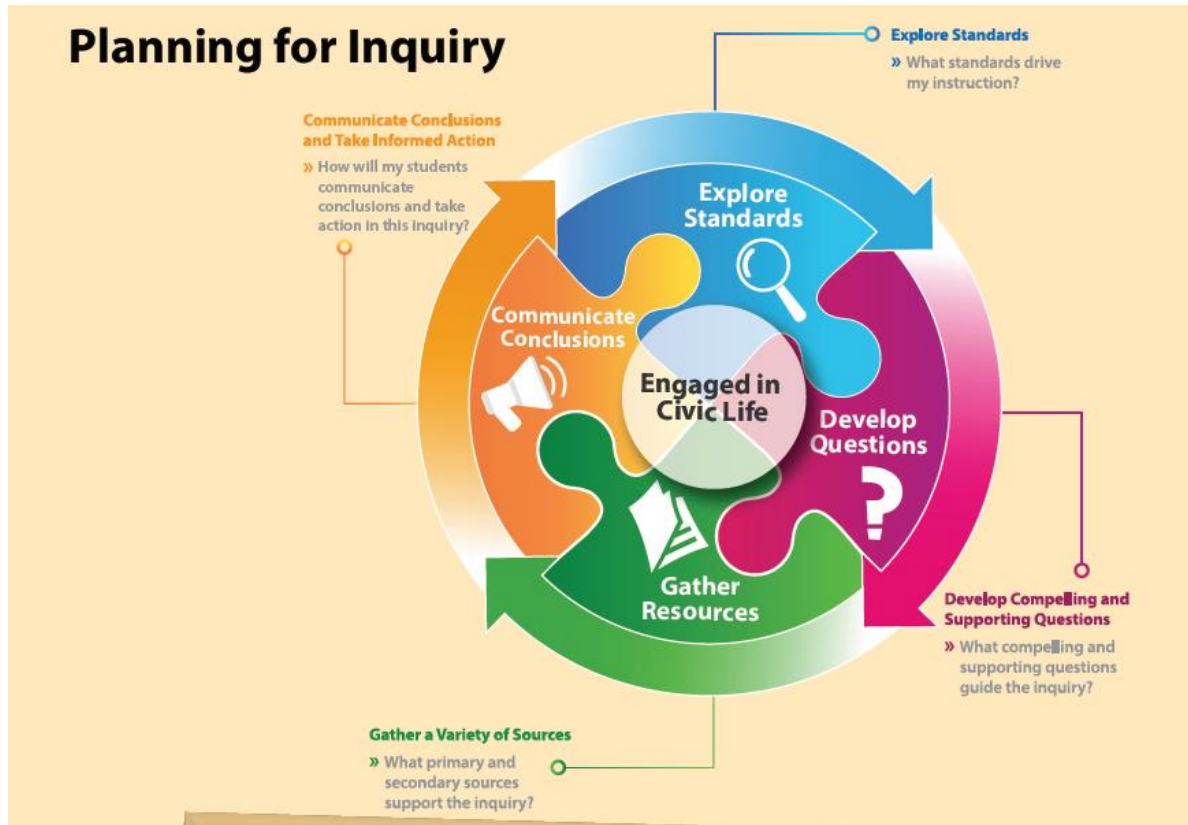 Planning for Inquiry
Explore Standards
» What standards drive
my instruction?
Communicate Conclusions
and Take Informed Action
» How will my students
communicate
conclusions and take
action in this inquiry?
Explore
Standards
Communicate
Conclusions
Engaged in
Civic Life
Develop
Questions
?
Gather
Resources
Develop Compelling and
Supporting Questions
» What compelling and
supporting questions
guide the inquiry?
Gather a Variety of Sources
» What primary and
secondary sources
support the inquiry?